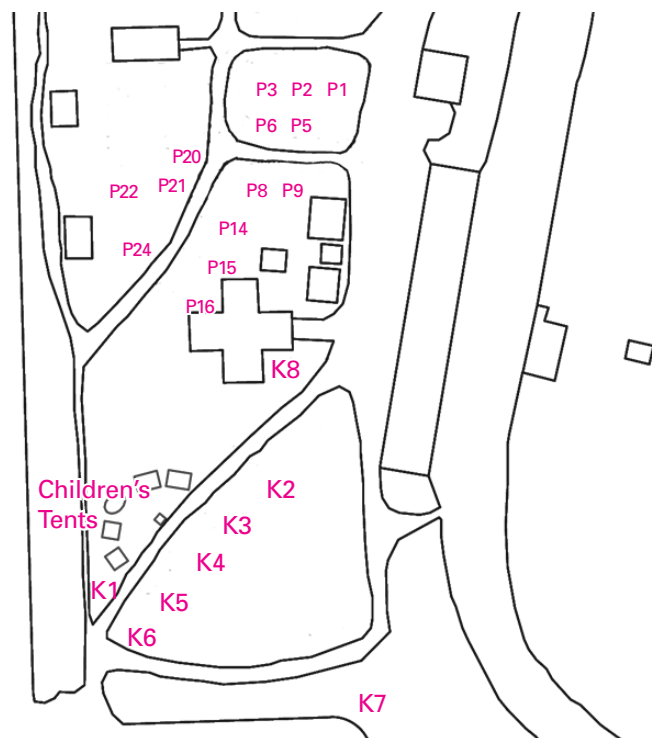 P3 P2 P1
P6 P5
P20
P22 P21
P8 P9
P14
P24
P15
P16
K8
Children's
Tents
K2
K3
K4
K1
K5
K6
K7